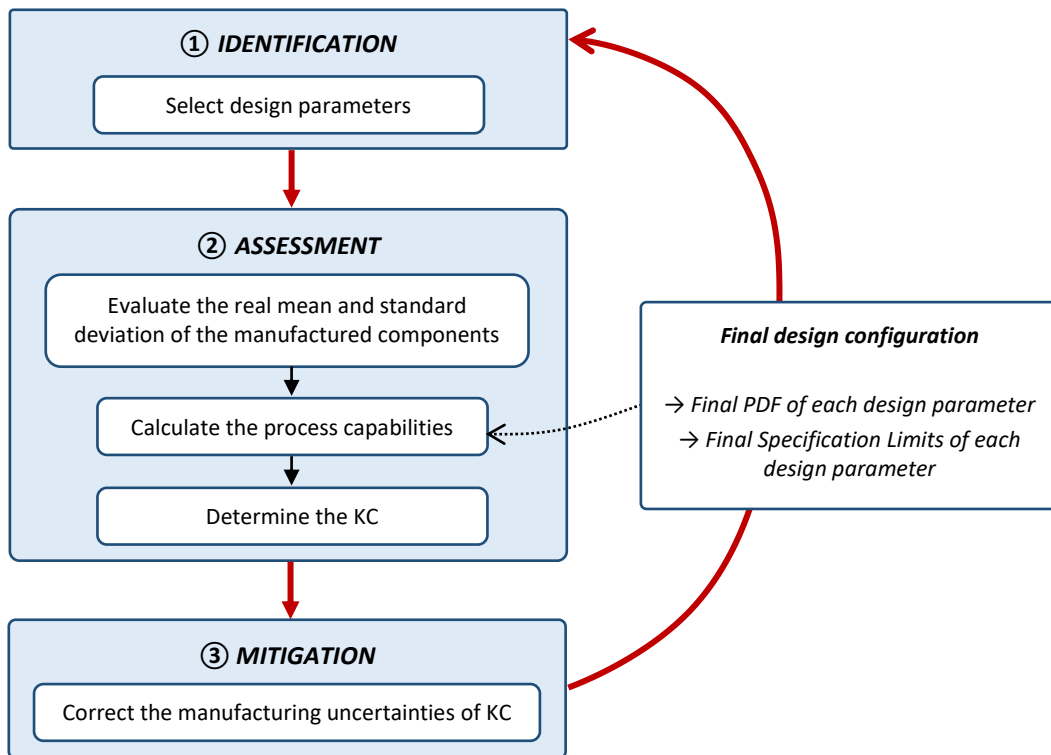 ① IDENTIFICATION
Select design parameters
② ASSESSMENT
Evaluate the real mean and standard
deviation of the manufactured components
Calculate the process capabilities
Determine the KC
③ MITIGATION
Correct the manufacturing uncertainties of KC
Final design configuration
→ Final PDF of each design parameter
→ Final Specification Limits of each
design parameter